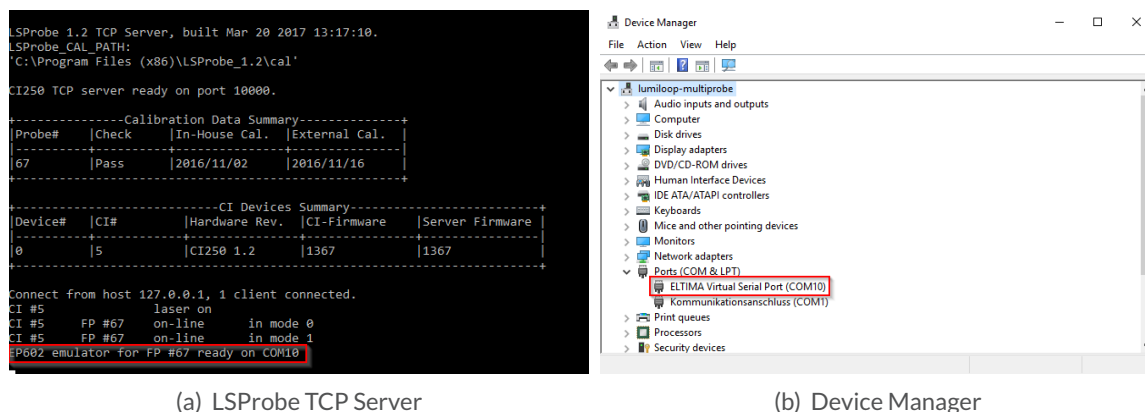 LSProbe 1.2 TCP Server, built Mar 20 2017 13:17:10.
LSProbe_CAL_PATH:
'C:\Program Files (x86)\LSProbe_1.2\cal'
CI250 TCP server ready on port 10000.
+---------------Calibration Data Summary--------------+
|Probe# |Check |In-House Cal. |External Cal. |
|67 |Pass |2016/11/02 |2016/11/16 |
+-----------------------------CI Devices Summary------------------------+
|Device# |CI# |Hardware Rev. |CI-Firmware |Server Firmware |
|0 |5 |CI250 1.2 |1367 |1367 |
Connect from host 127.0.0.1, 1 client connected.
CI #5 laser on
CI #5 FP #67 on-line in mode 0
CI #5 FP #67 on-line in mode 1
EP602 emulator for FP #67 ready on COM10
(a) LSProbe TCP Server
Device Manager
File Action View Help
lumiloop-multiprobe
Audio inputs and outputs
Computer
Disk drives
Display adapters
DVD/CD-ROM drives
Human Interface Devices
IDE ATA/ATAPI controllers
Keyboards
Mice and other pointing devices
Monitors
Network adapters
Ports (COM & LPT)
ELTIMA Virtual Serial Port (COM10)
Kommunikationsanschluss (COM1)
Print queues
Processors
Security devices
(b) Device Manager